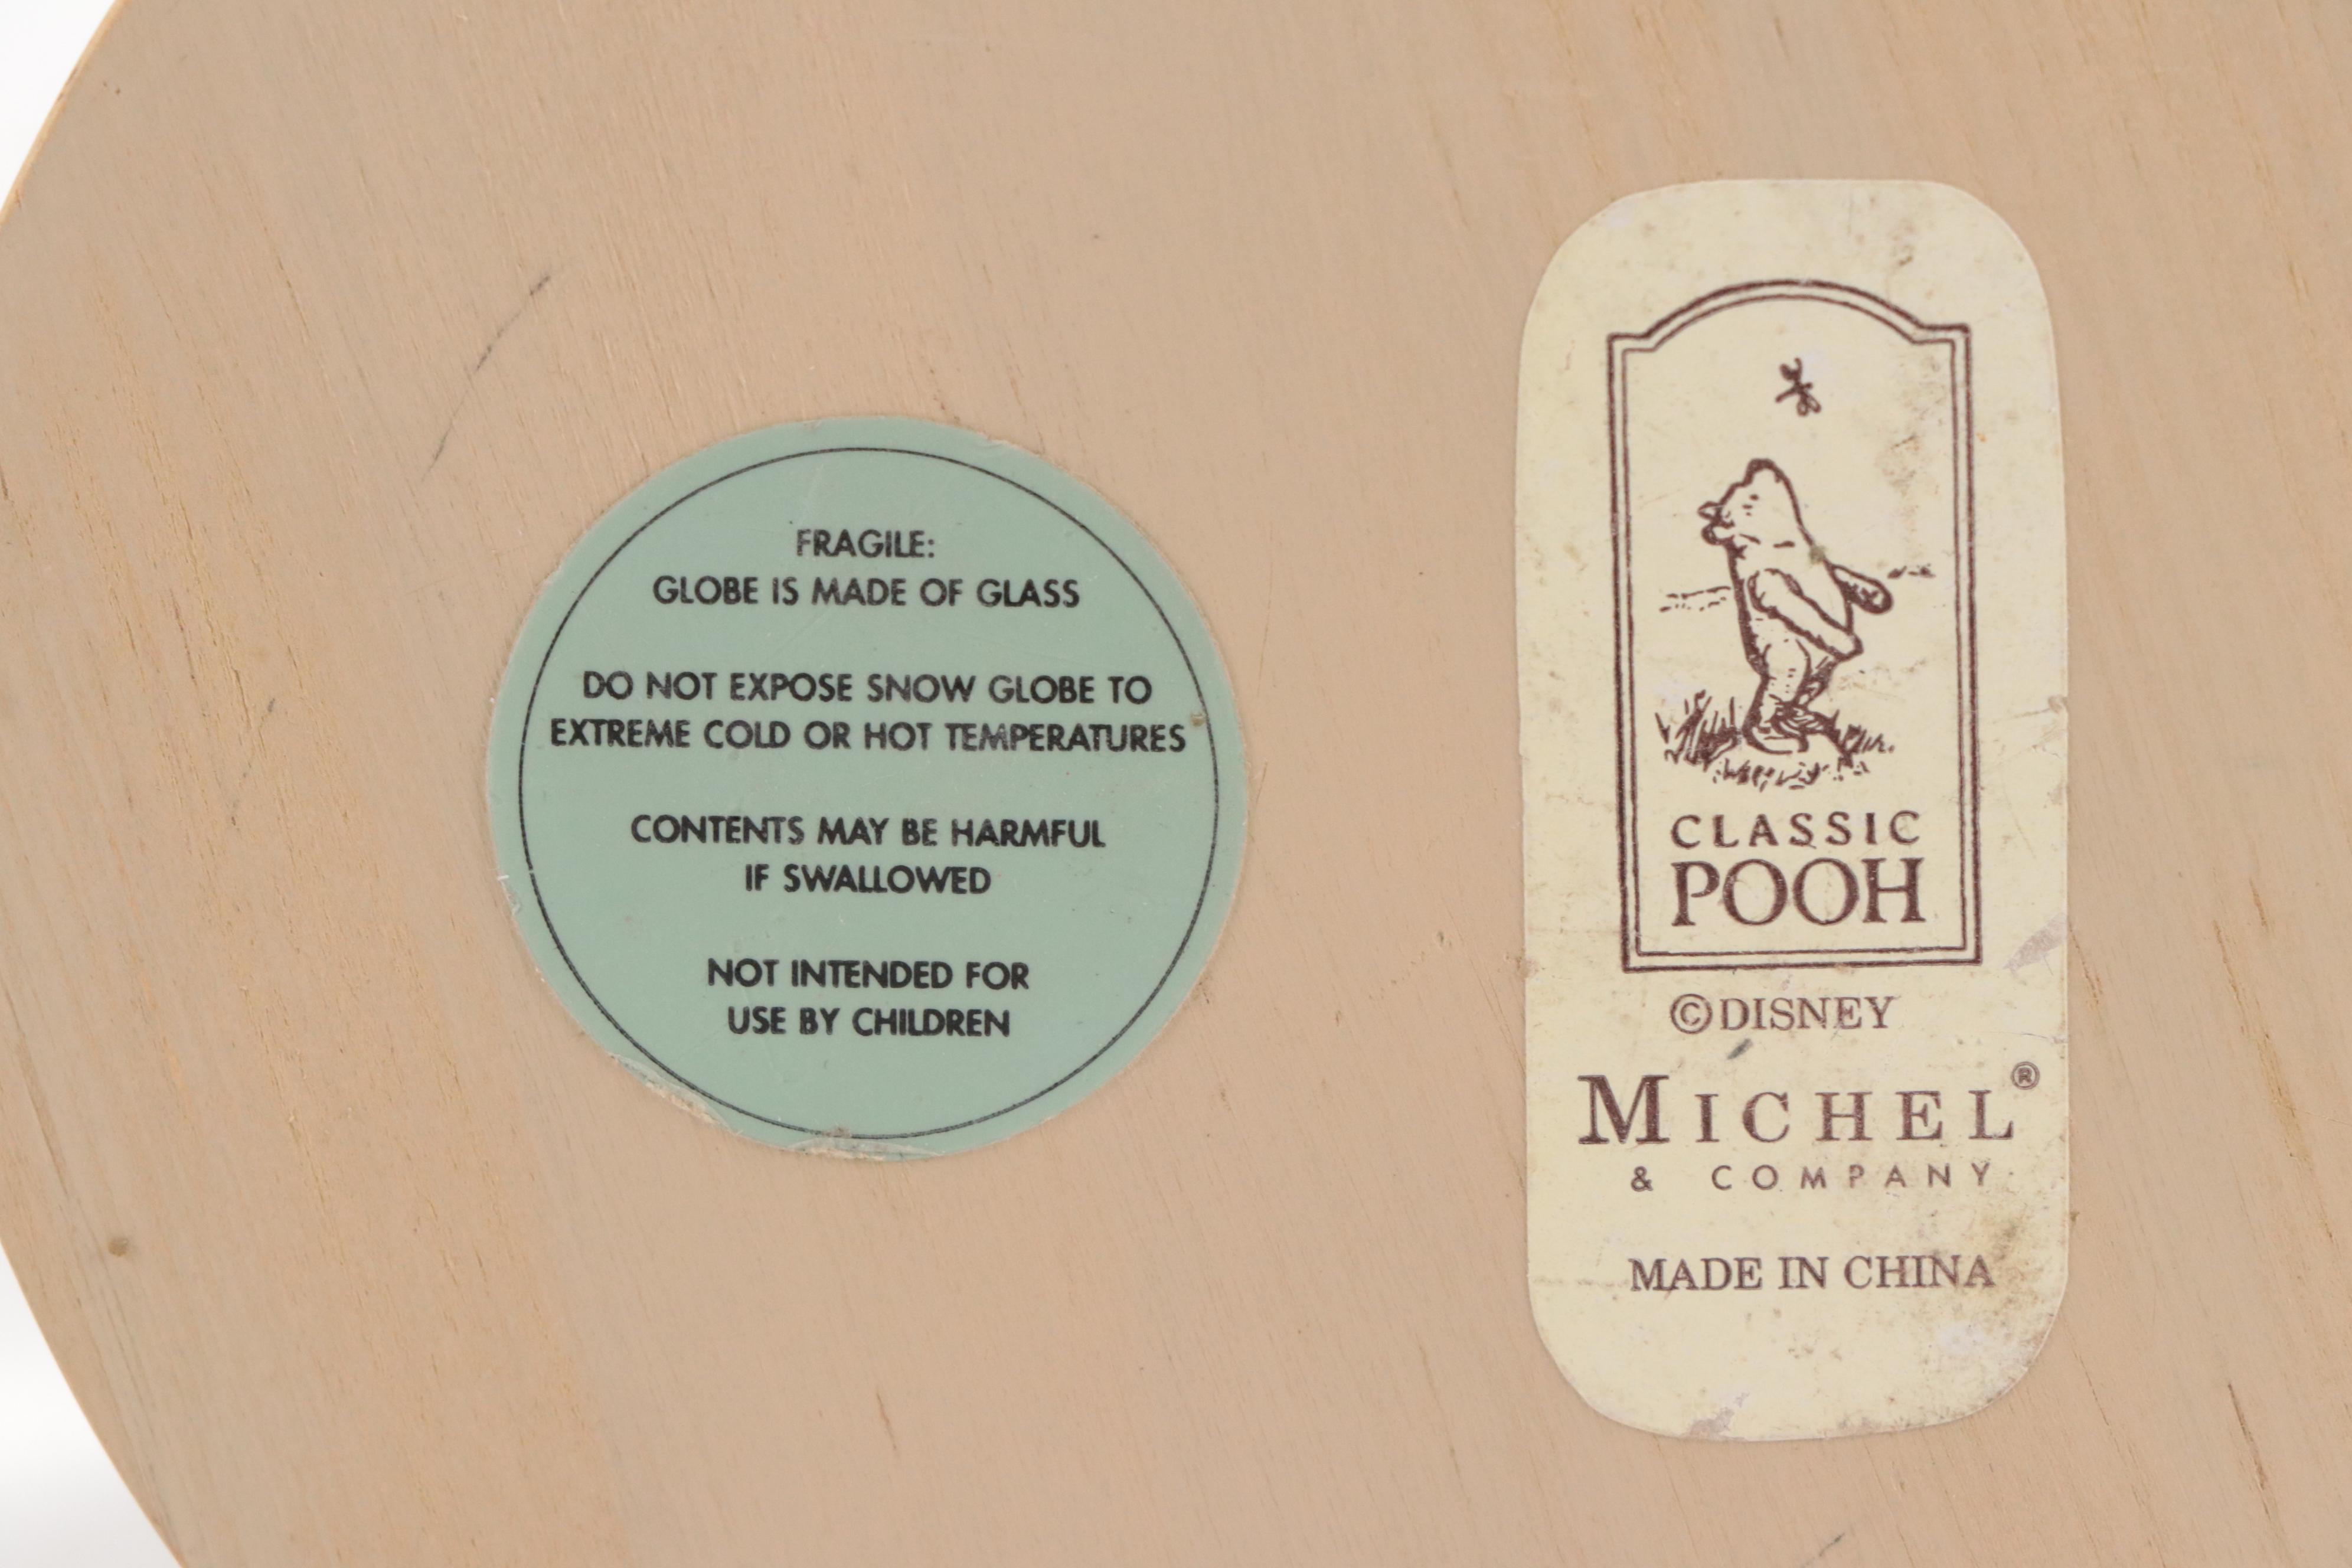 FRAGILE:
GLOBE IS MADE OF GLASS
DO NOT EXPOSE SNOW GLOBE TO
EXTREME COLD OR HOT TEMPERATURES
CONTENTS MAY BE HARMFUL
IF SWALLOWED
NOT INTENDED FOR
USE BY CHILDREN
CLASSIC
POOH
©DISNEY
MICHEL®
& COMPANY
MADE IN CHINA